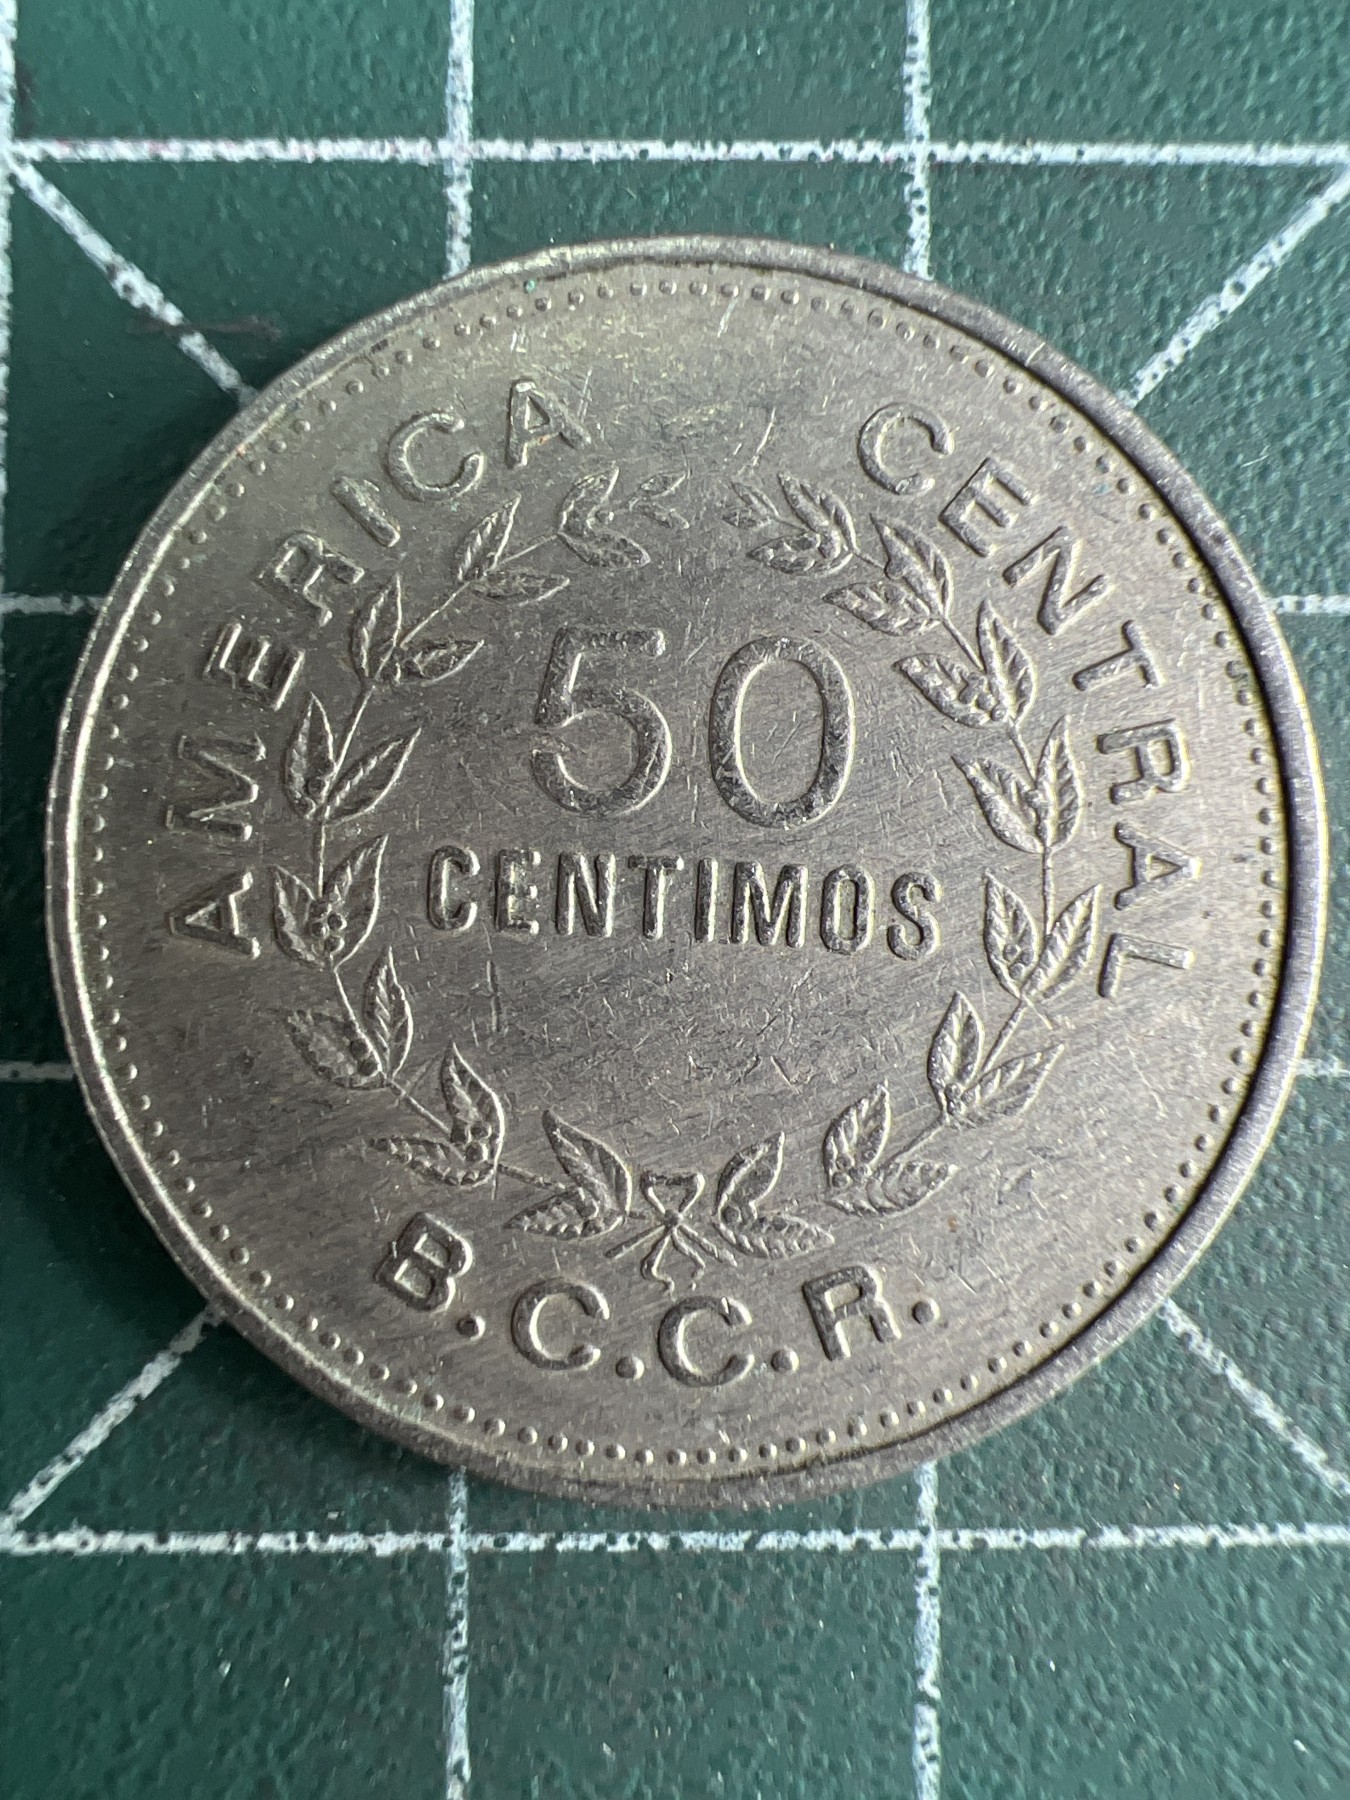 AMERICA CENTRAL
50
CENTIMOS
B.C.C.R.